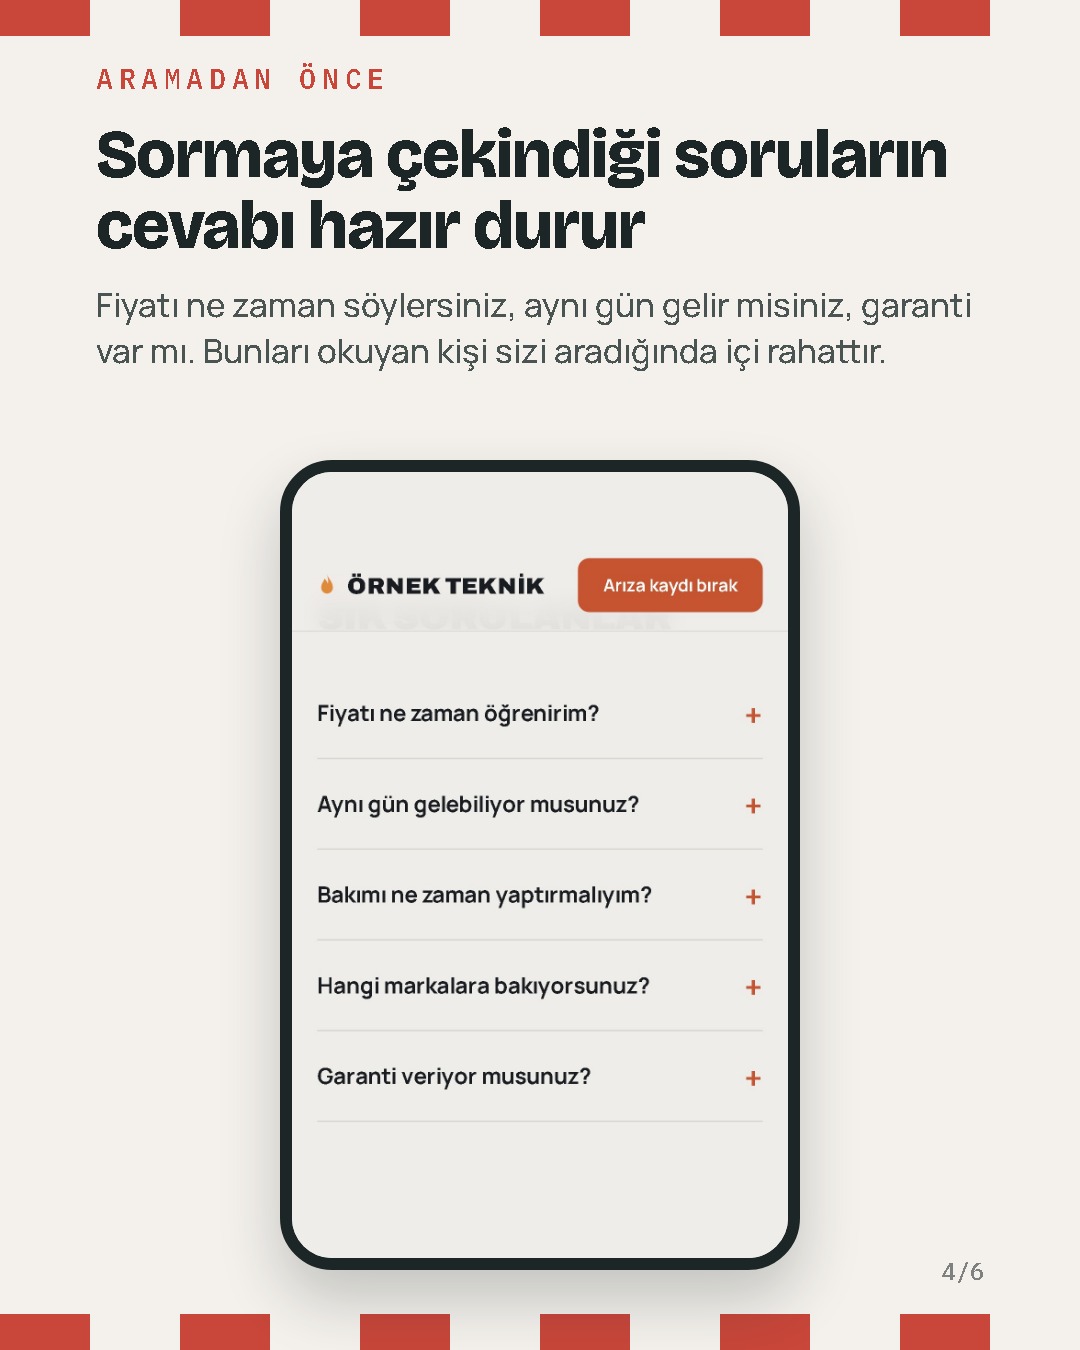 ARAMADAN ÖNCE
Sormaya çekindiği soruların
cevabı hazır durur
Fiyatı ne zaman söylersiniz, aynı gün gelir misiniz, garanti
var mı. Bunları okuyan kişi sizi aradığında içi rahattır.
ÖRNEK TEKNİK
Arıza kaydı bırak
SIK SORULANLAR
Fiyatı ne zaman öğrenirim?
+
Aynı gün gelebiliyor musunuz?
+
Bakımı ne zaman yaptırmalıyım?
+
Hangi markalara bakıyorsunuz?
+
Garanti veriyor musunuz?
+
4/6